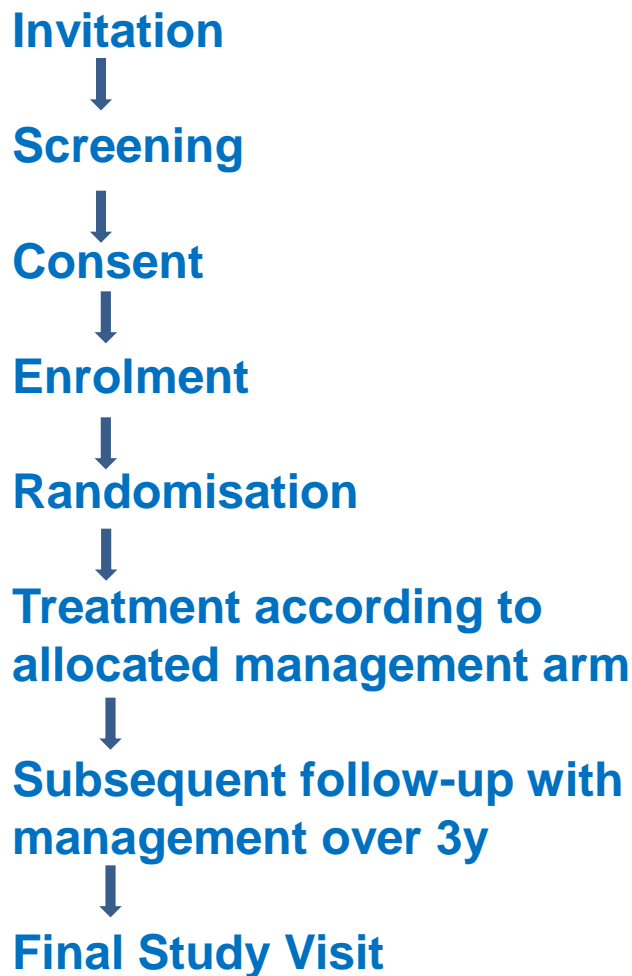 Invitation
Screening
Consent
Enrolment
Randomisation
Treatment according to
allocated management arm
Subsequent follow-up with
management over 3y
Final Study Visit